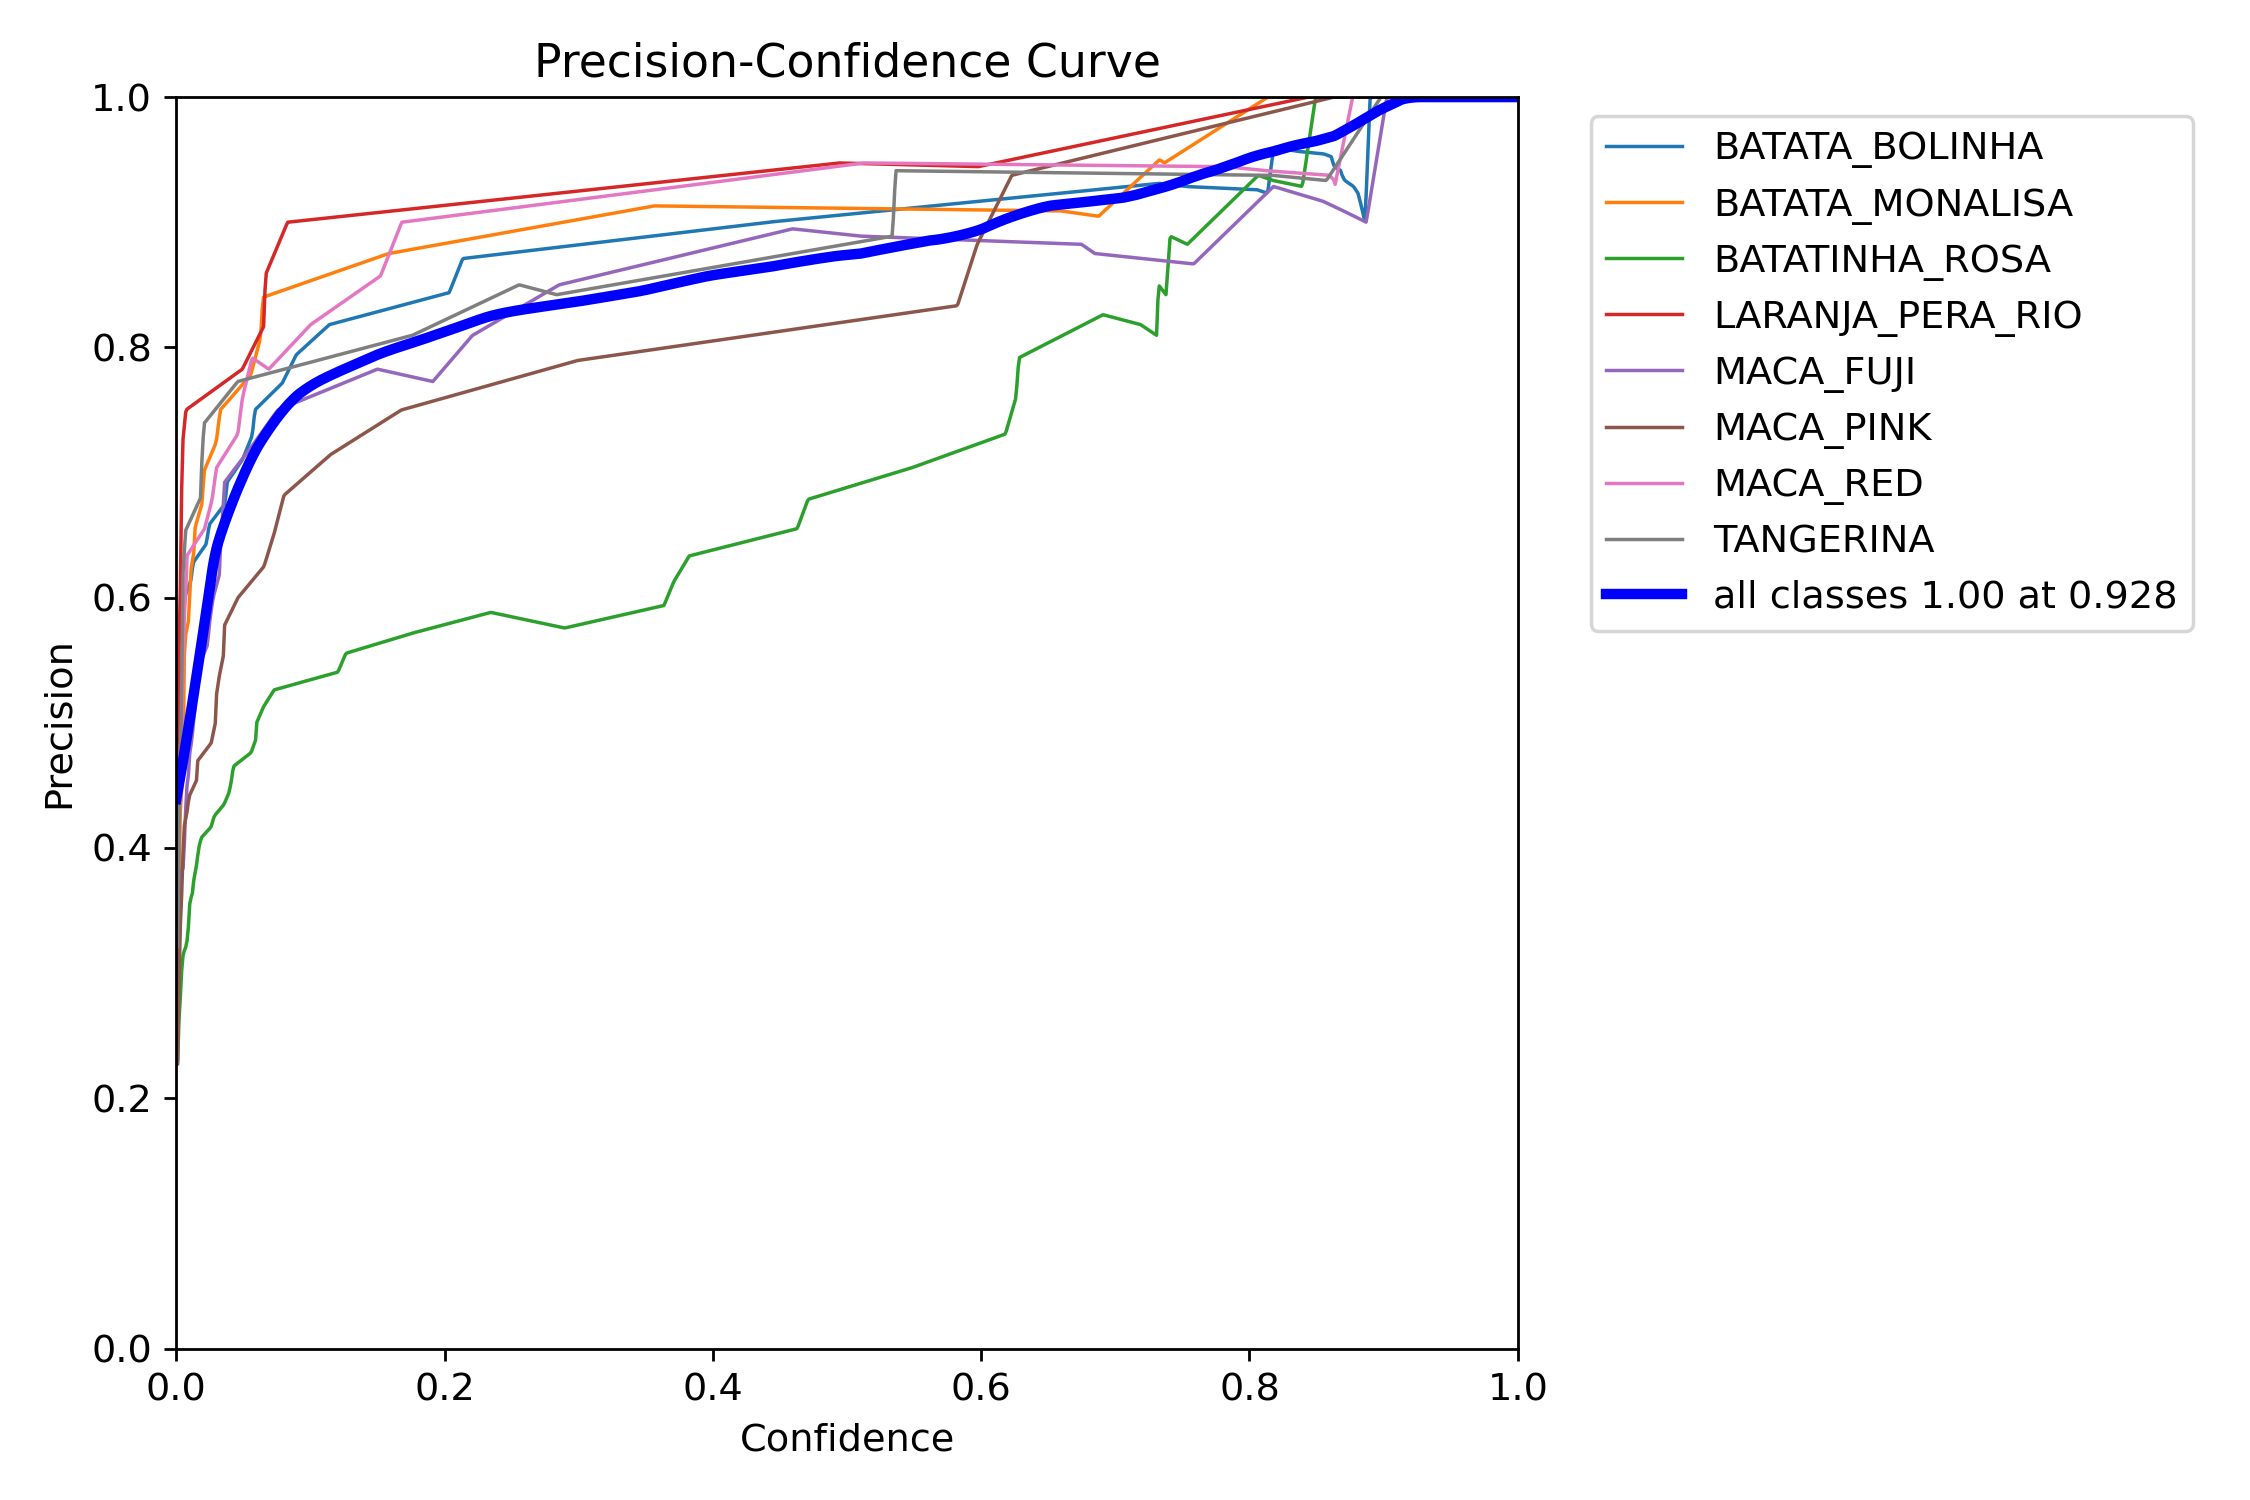 Precision-Confidence Curve
1.0
0.8
0.6
0.4
0.2
0.0
Precision
0.0 0.2 0.4 0.6 0.8 1.0
Confidence
BATATA_BOLINHA
BATATA_MONALISA
BATATINHA_ROSA
LARANJA_PERA_RIO
MACA_FUJI
MACA_PINK
MACA_RED
TANGERINA
all classes 1.00 at 0.928